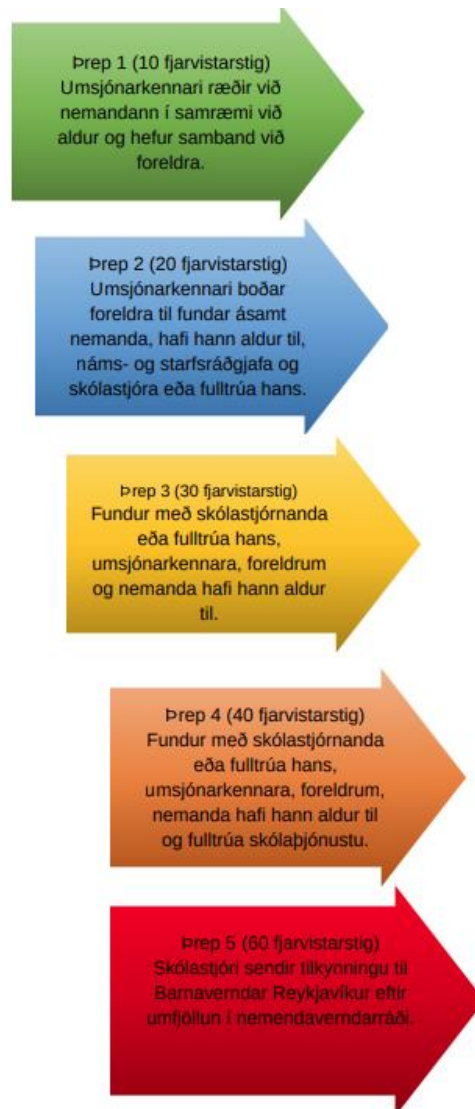 Þrep 1 (10 fjarvistarstig)
Umsjónarkennari ræðir við
nemandann í samræmi við
aldur og hefur samband við
foreldra.
Þrep 2 (20 fjarvistarstig)
Umsjónarkennari boðar
foreldra til fundar ásamt
nemanda, hafi hann aldur til,
náms- og starfsráðgjafa og
skólastjóra eða fulltrúa hans.
Þrep 3 (30 fjarvistarstig)
Fundur með skólastjórnanda
eða fulltrúa hans,
umsjónarkennara, foreldrum
og nemanda hafi hann aldur
til.
Þrep 4 (40 fjarvistarstig)
Fundur með skólastjórnanda
eða fulltrúa hans,
umsjónarkennara, foreldrum,
nemanda hafi hann aldur til
og fulltrúa skólaþjónustu.
Þrep 5 (60 fjarvistarstig)
Skólastjóri sendir tilkynningu til
Barnaverndar Reykjavíkur eftir
umfjöllun í nemendaverndarráði.